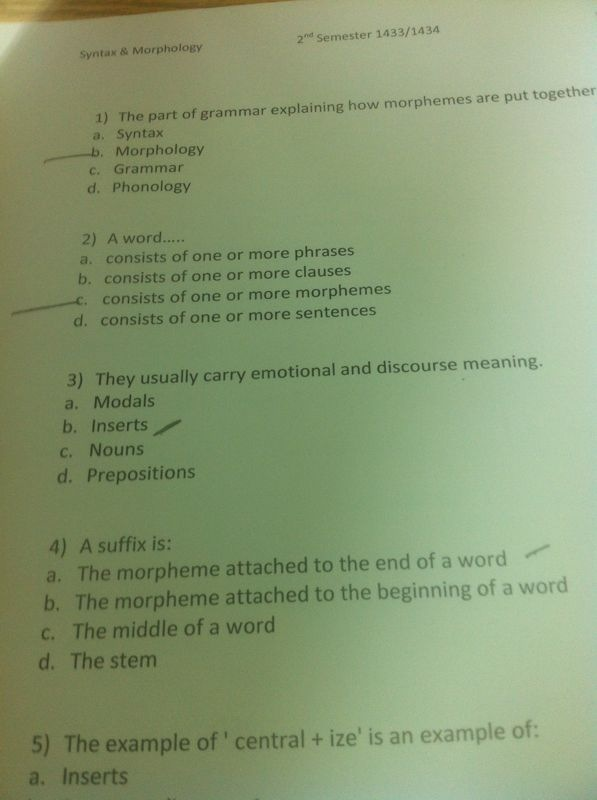 Syntax & Morphology
2nd Semester 1433/1434
1) The part of grammar explaining how morphemes are put together
a. Syntax
b. Morphology
c. Grammar
d. Phonology
2) A word.....
a. consists of one or more phrases
b. consists of one or more clauses
c. consists of one or more morphemes
d. consists of one or more sentences
3) They usually carry emotional and discourse meaning.
a. Modals
b. Inserts
c. Nouns
d. Prepositions
4) A suffix is:
a. The morpheme attached to the end of a word
b. The morpheme attached to the beginning of a word
c. The middle of a word
d. The stem
5) The example of ' central + ize' is an example of:
a. Inserts